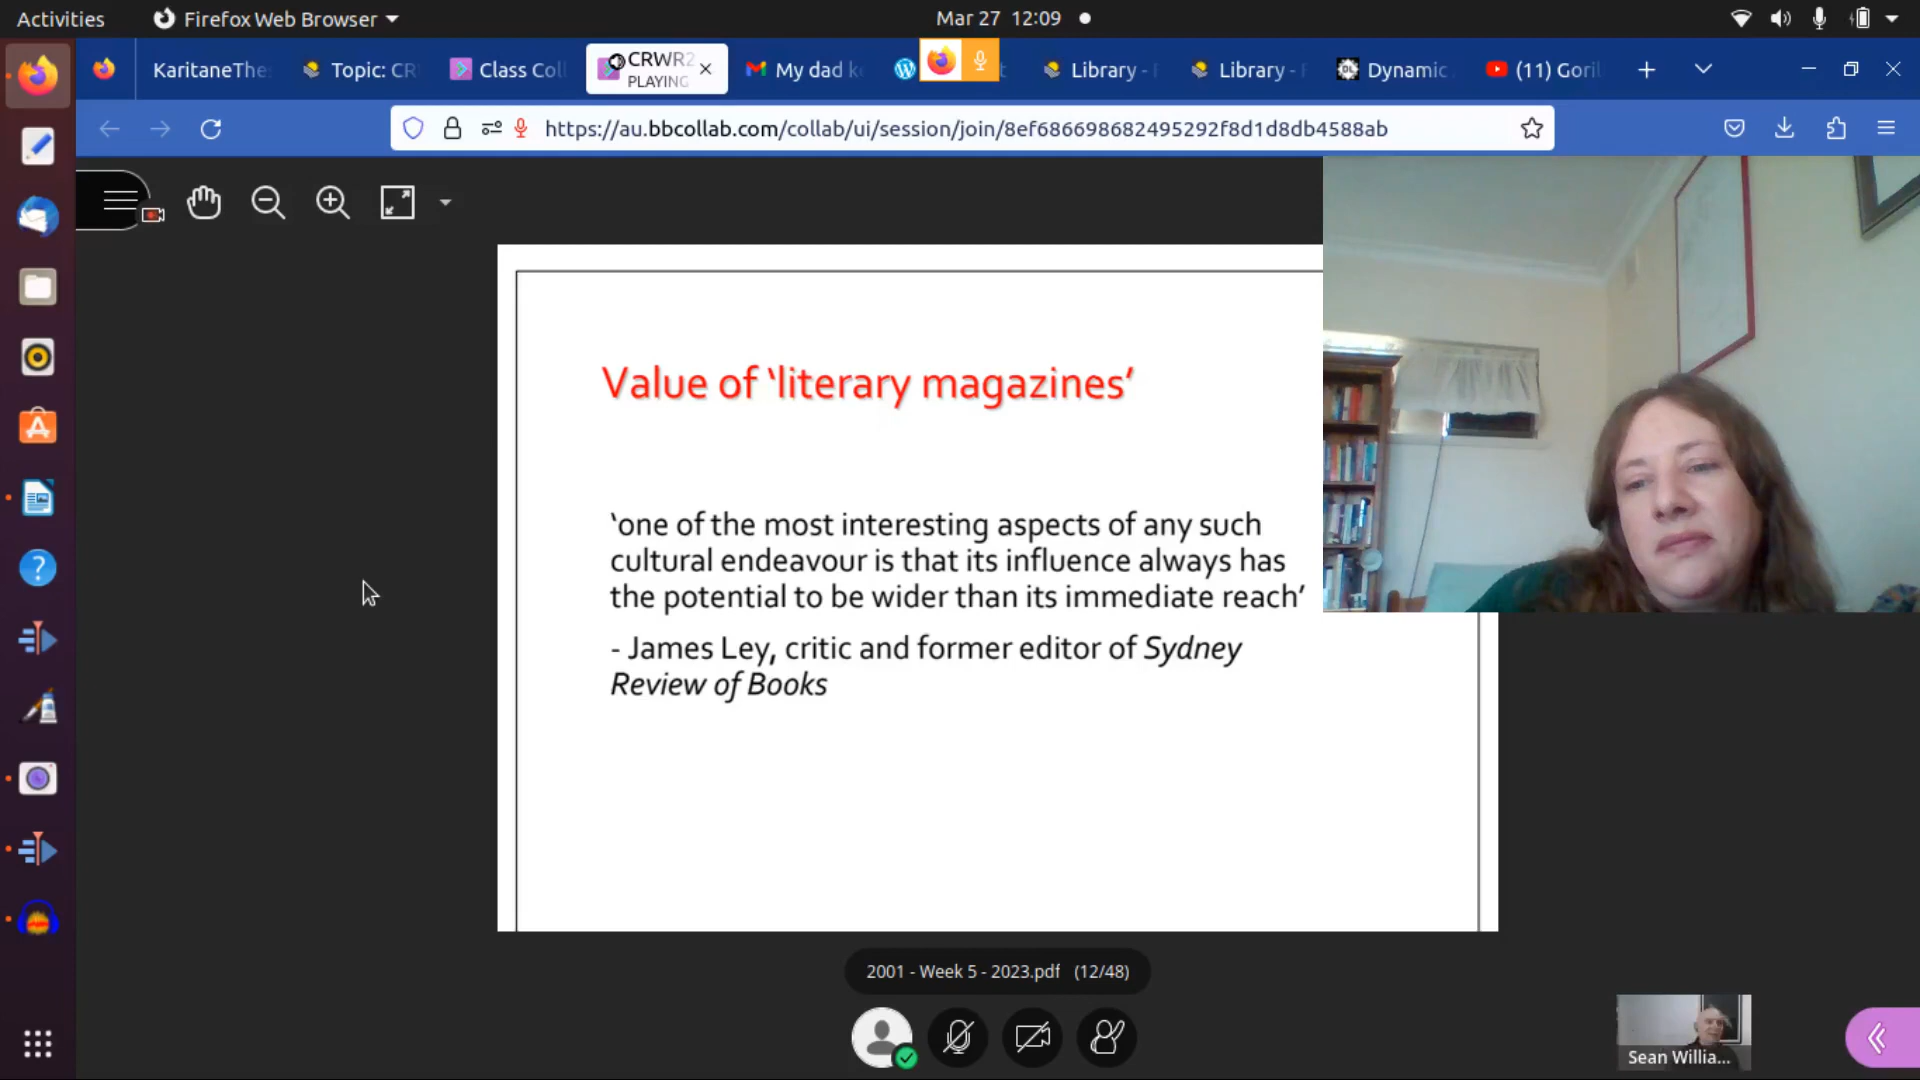 Activities
Firefox Web Browser
Mar 27 12:09
KaritaneThe
Topic: CR
Class Coll
CRWR2
PLAYING
My dad k
Library -
Library -
Dynamic
(11) Goril
https://au.bbcollab.com/collab/ui/session/join/8ef686698682495292f8d1d8db4588ab
Value of ‘literary magazines’
‘one of the most interesting aspects of any such
cultural endeavour is that its influence always has
the potential to be wider than its immediate reach’
- James Ley, critic and former editor of Sydney
Review of Books
2001 - Week 5 - 2023.pdf (12/48)
Sean Willia...